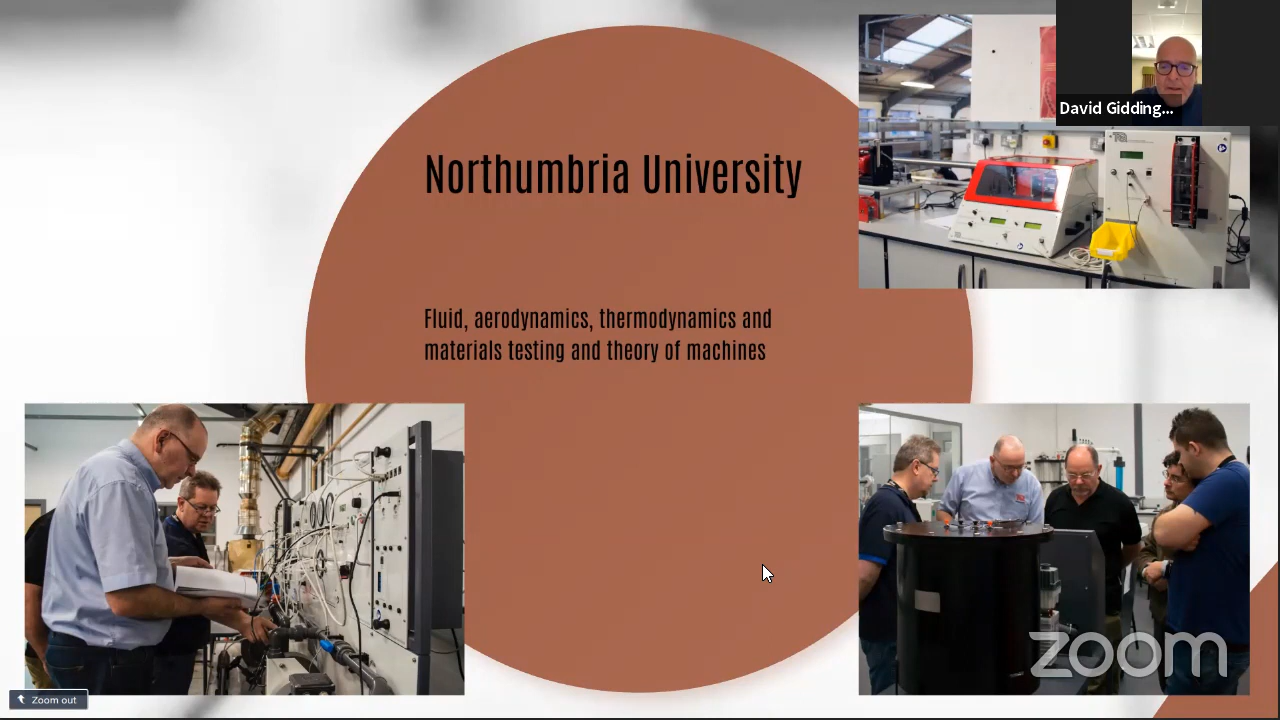 David Gidding...
Northumbria University
Fluid, aerodynamics, thermodynamics and
materials testing and theory of machines
zoom
Zoom out